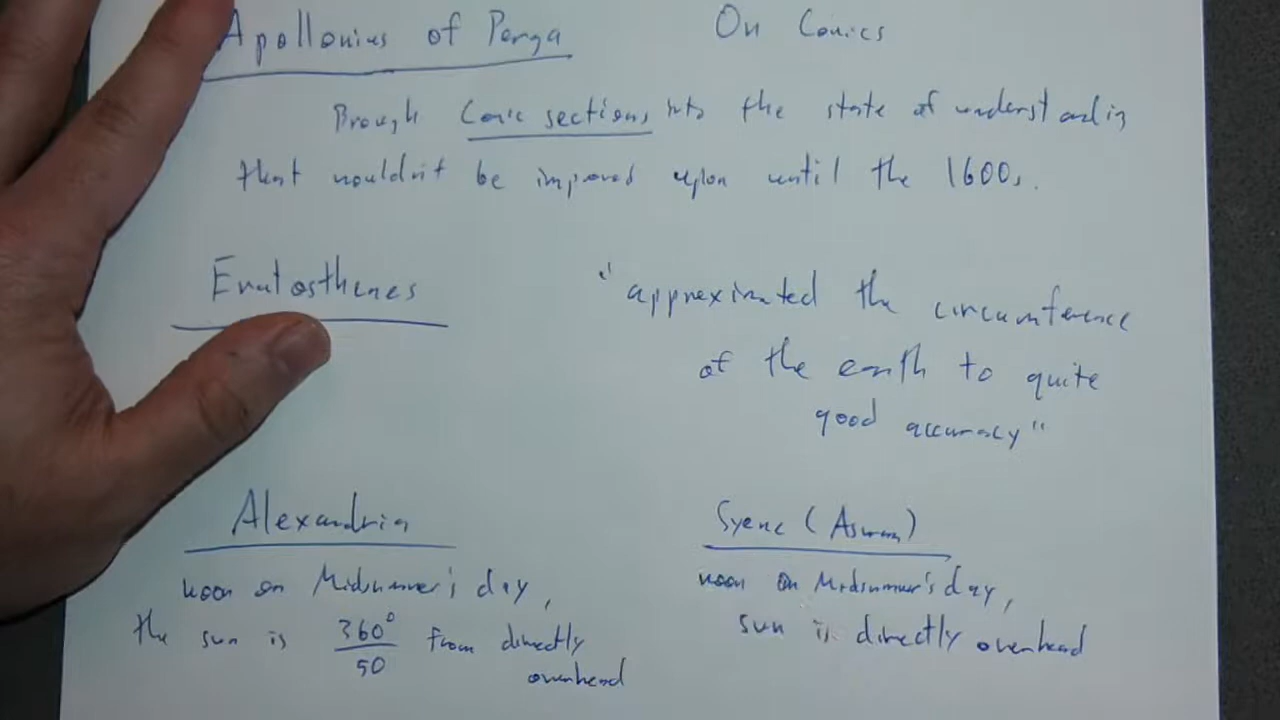 Apollonius of Perga On Conics
Brough Conic sections into the state of understanding
that wouldn't be improved upon until the 1600s.
Eratosthenes "approximated the circumference
of the earth to quite
good accuracy"
Alexandria Syene (Aswan)
noon on Midsummer's day, noon on Midsummer's day,
the sun is 360°/50 from directly sun is directly overhead
overhead